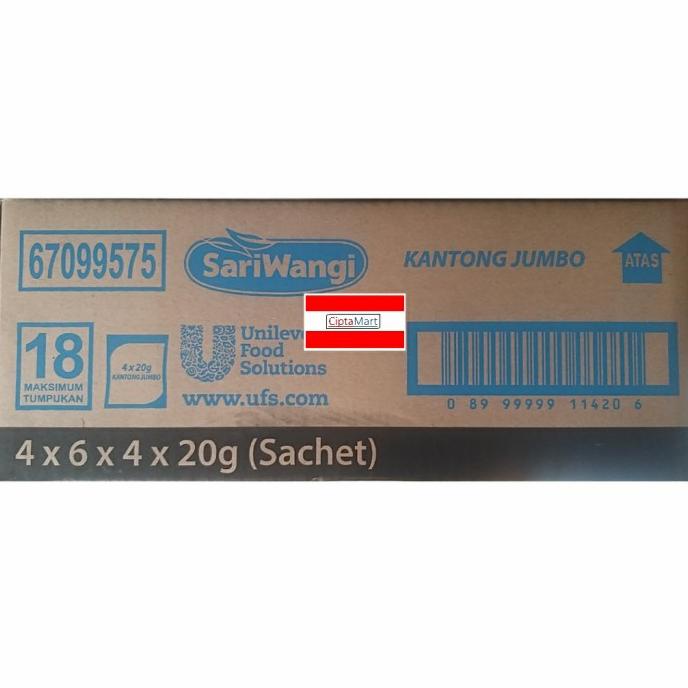 67099575
SariWangi
KANTONG JUMBO
ATAS
CiptaMart
18
MAKSIMUM
TUMPUKAN
4 x 20g
KANTONG JUMBO
Food
Solutions
www.ufs.com
0 89 99999 11420 6
4 x 6 x 4 x 20g (Sachet)